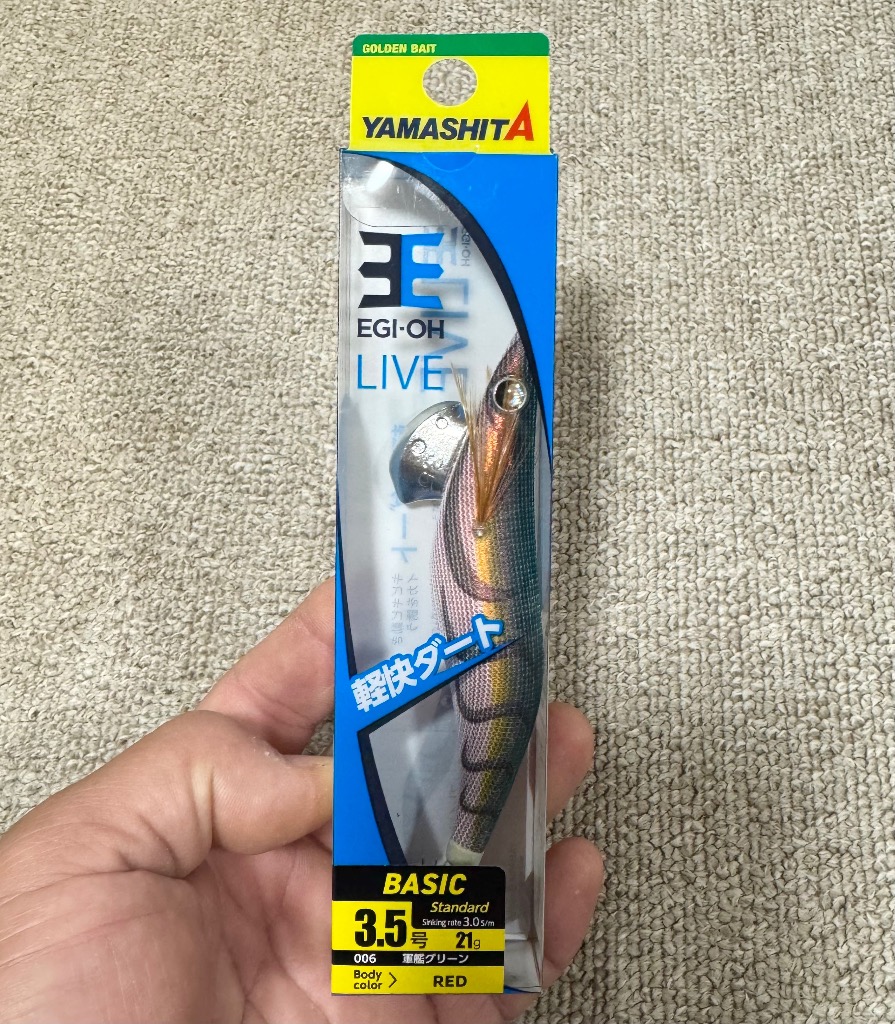 GOLDEN BAIT
YAMASHITA
EGI-OH
LIVE
軽快ダート
BASIC
Standard
Sinking rate 3.0 s/m
3.5号 21g
006 軍艦グリーン
Body color > RED